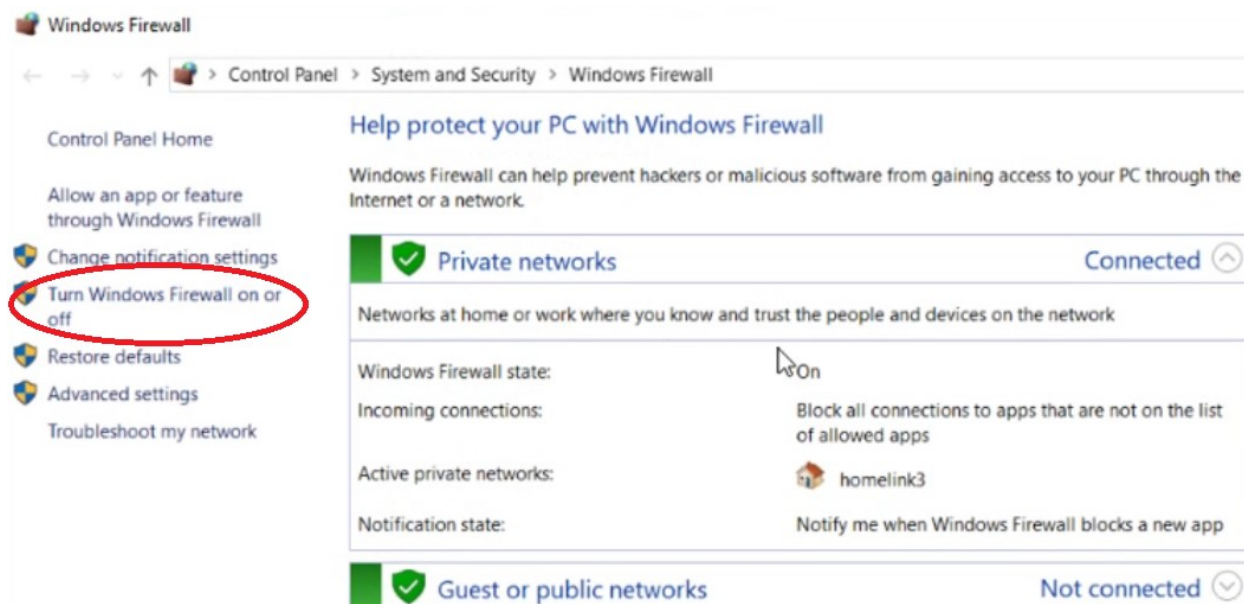 Windows Firewall
Control Panel > System and Security > Windows Firewall
Control Panel Home
Allow an app or feature
through Windows Firewall
Change notification settings
Turn Windows Firewall on or
off
Restore defaults
Advanced settings
Troubleshoot my network
Help protect your PC with Windows Firewall
Windows Firewall can help prevent hackers or malicious software from gaining access to your PC through the
Internet or a network.
Private networks Connected
Networks at home or work where you know and trust the people and devices on the network
Windows Firewall state: On
Incoming connections: Block all connections to apps that are not on the list
of allowed apps
Active private networks: homelink3
Notification state: Notify me when Windows Firewall blocks a new app
Guest or public networks Not connected